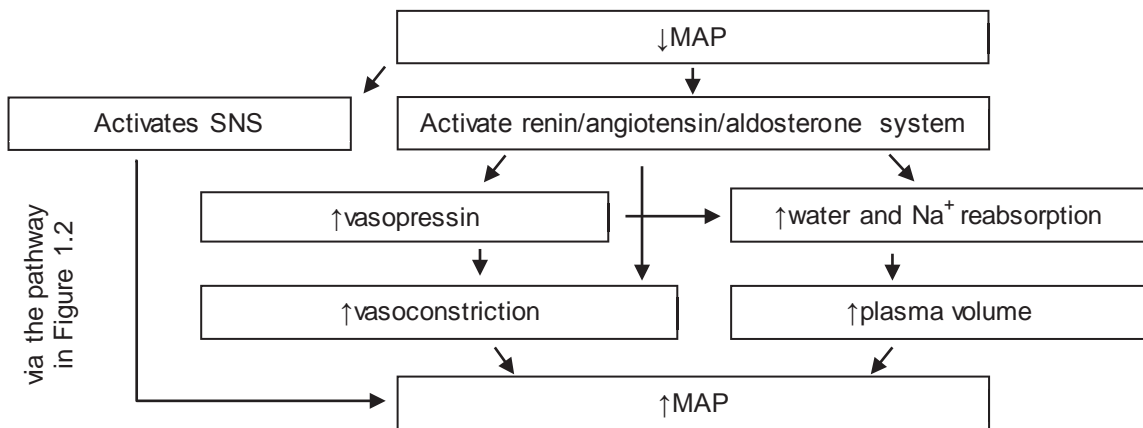 ↓MAP
Activates SNS
Activate renin/angiotensin/aldosterone system
↑vasopressin
↑water and Na⁺ reabsorption
↑vasoconstriction
↑plasma volume
via the pathway
in Figure 1.2
↑MAP